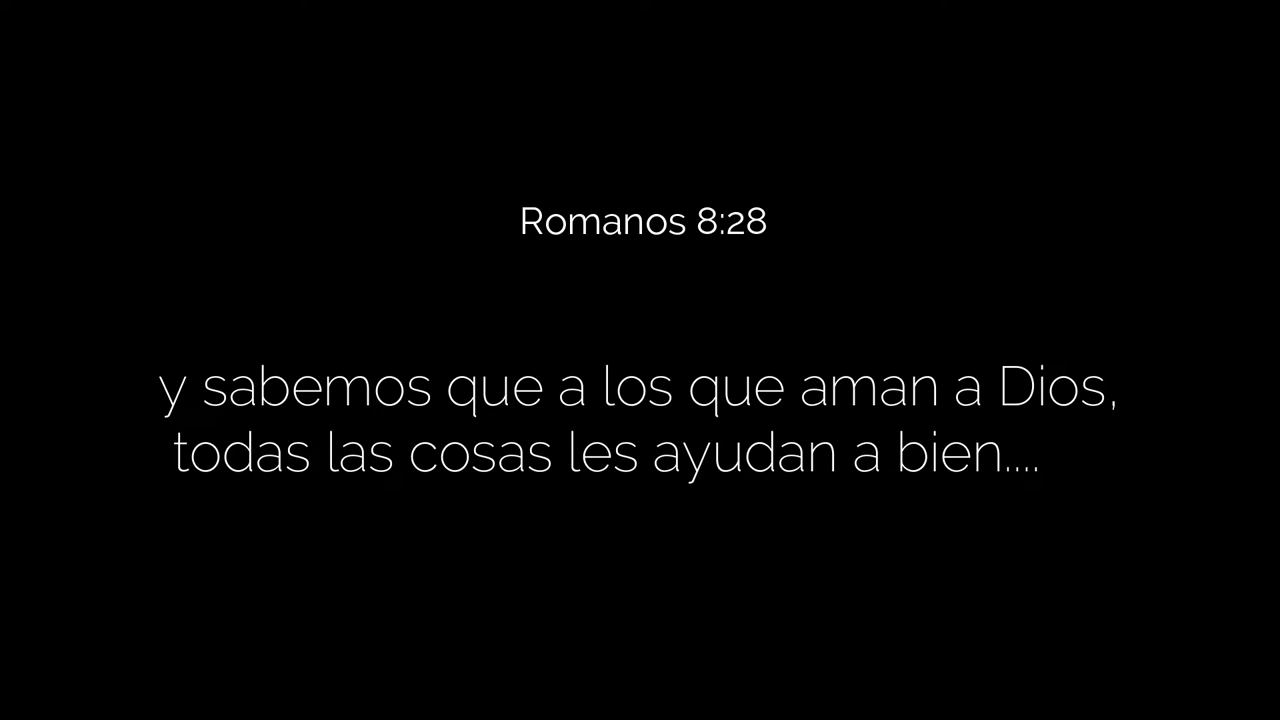 Romanos 8:28
y sabemos que a los que aman a Dios,
todas las cosas les ayudan a bien....